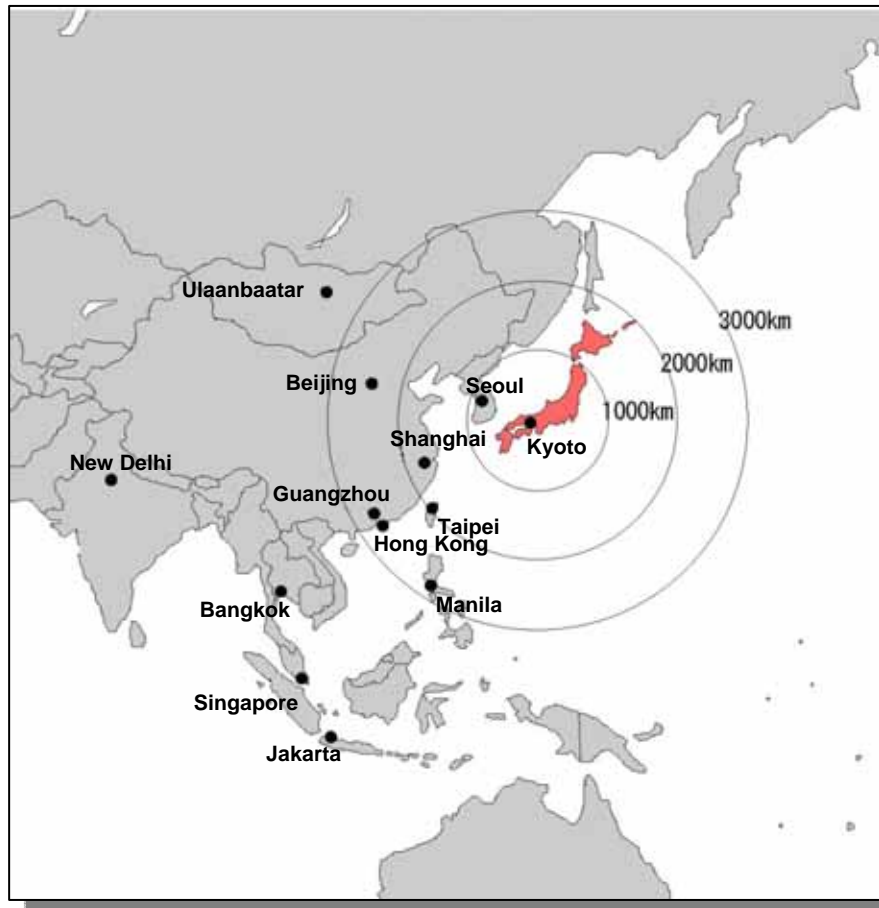 Ulaanbaatar
3000km
2000km
Beijing
Seoul
1000km
Shanghai
Kyoto
New Delhi
Guangzhou
Taipei
Hong Kong
Bangkok
Manila
Singapore
Jakarta